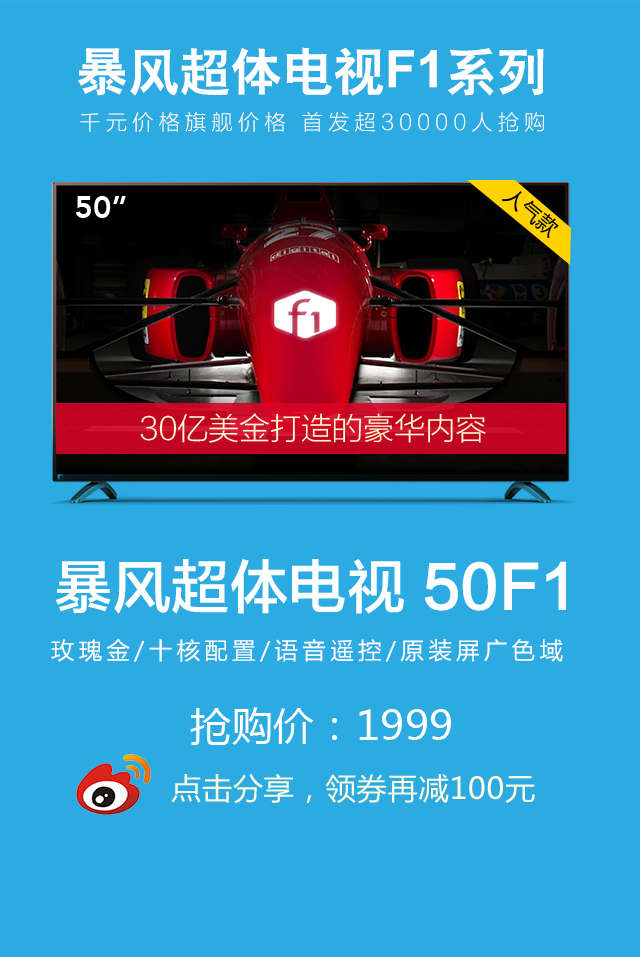 暴风超体电视F1系列
千元价格旗舰价格 首发超30000人抢购
50”
人气款
27
digital
f1
30亿美金打造的豪华内容
暴风超体电视 50F1
玫瑰金/十核配置/语音遥控/原装屏广色域
抢购价：1999
点击分享，领券再减100元